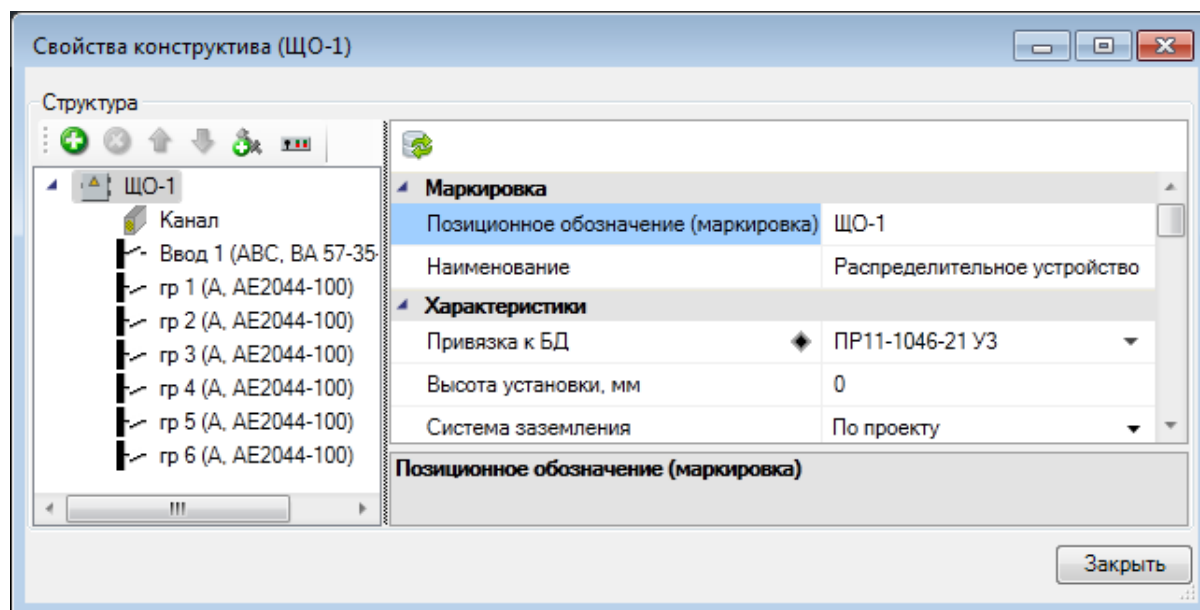 Свойства конструктива (ЩО-1)
Структура
ЩО-1
Канал
Ввод 1 (ABC, ВА 57-35-
гр 1 (A, АЕ2044-100)
гр 2 (A, АЕ2044-100)
гр 3 (A, АЕ2044-100)
гр 4 (A, АЕ2044-100)
гр 5 (A, АЕ2044-100)
гр 6 (A, АЕ2044-100)
Маркировка
Позиционное обозначение (маркировка) ЩО-1
Наименование Распределительное устройство
Характеристики
Привязка к БД ПР11-1046-21 У3
Высота установки, мм 0
Система заземления По проекту
Позиционное обозначение (маркировка)
Закрыть